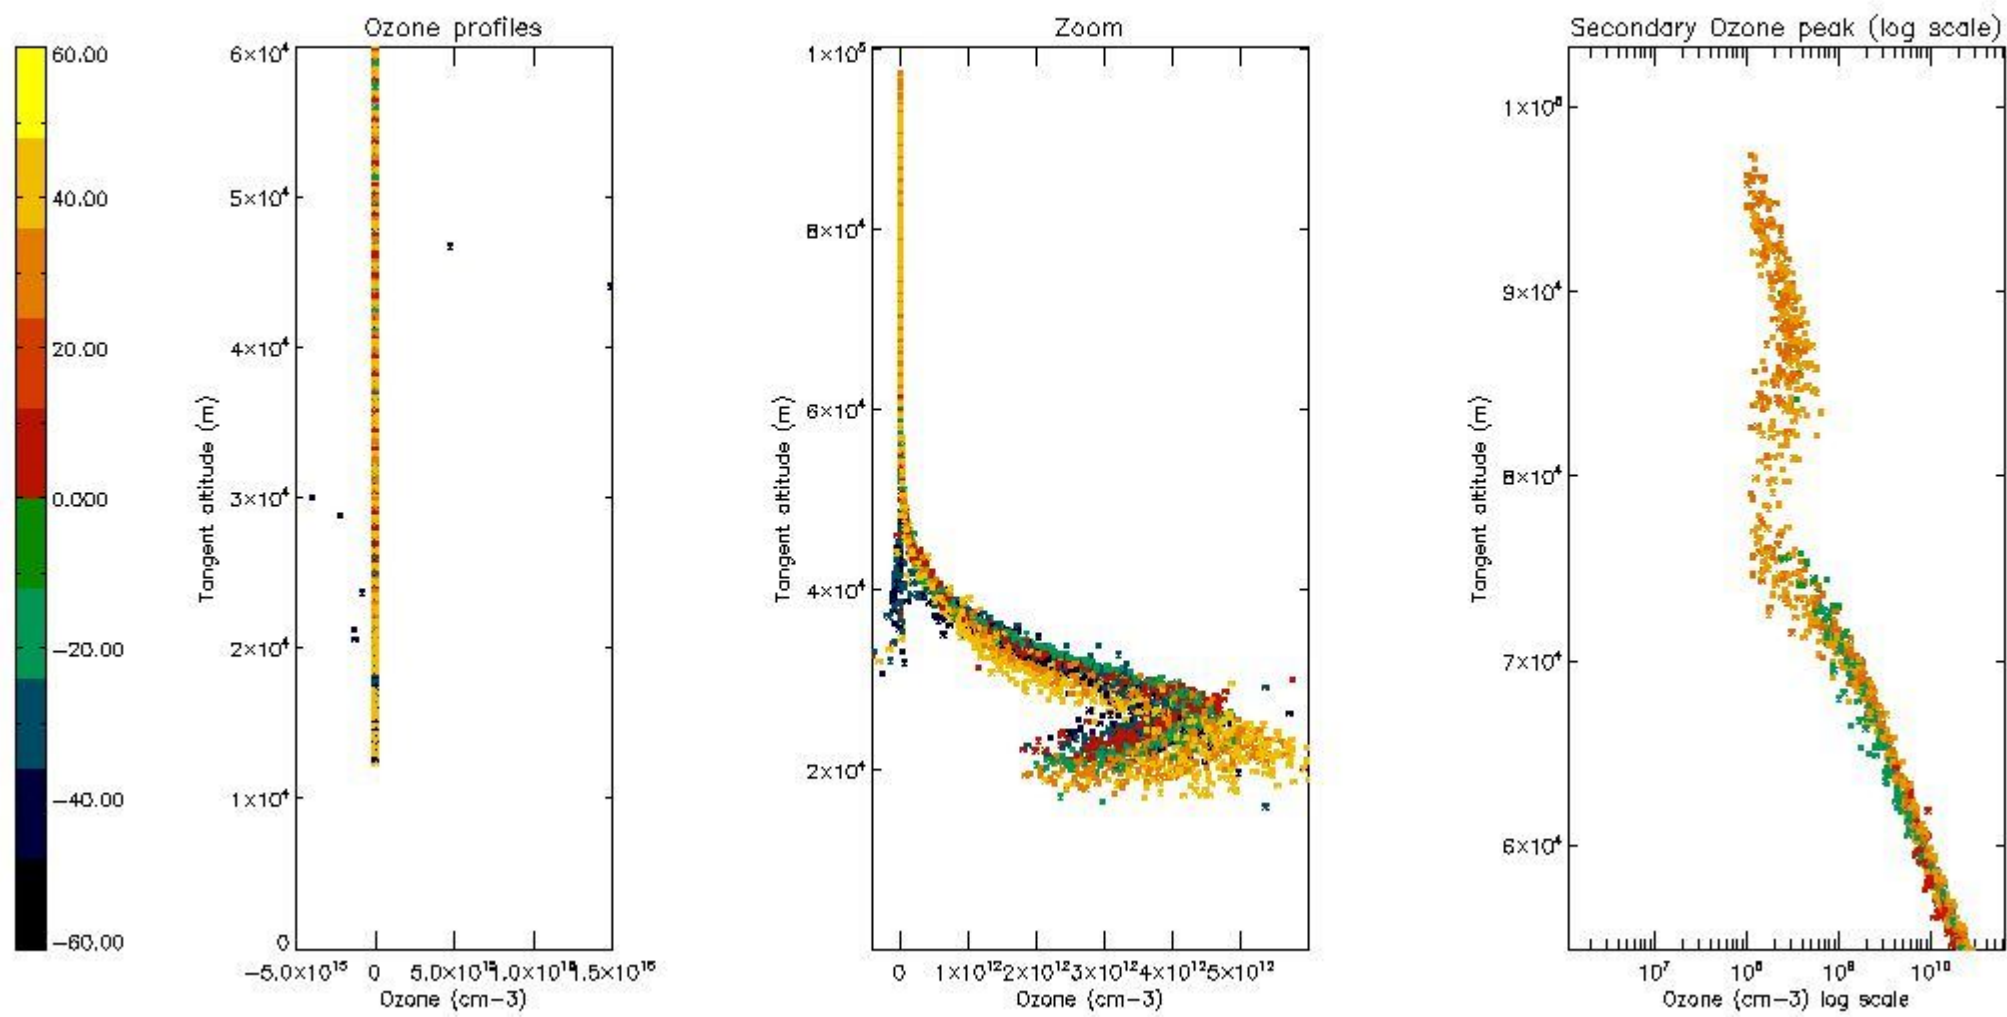 Ozone profiles
Zoom
Secondary Ozone peak (log scale)
60.00
40.00
20.00
0.000
−20.00
−40.00
−60.00
6×10⁴
5×10⁴
4×10⁴
3×10⁴
2×10⁴
1×10⁴
0
Tangent altitude (m)
−5.0×10¹⁵ 0 5.0×10¹⁵ 1.0×10¹⁶ 1.5×10¹⁶
Ozone (cm−3)
1×10⁵
8×10⁴
6×10⁴
4×10⁴
2×10⁴
Tangent altitude (m)
0 1×10¹² 2×10¹² 3×10¹² 4×10¹² 5×10¹²
Ozone (cm−3)
1×10⁵
9×10⁴
8×10⁴
7×10⁴
6×10⁴
Tangent altitude (m)
10⁷ 10⁸ 10⁹ 10¹⁰
Ozone (cm−3) log scale